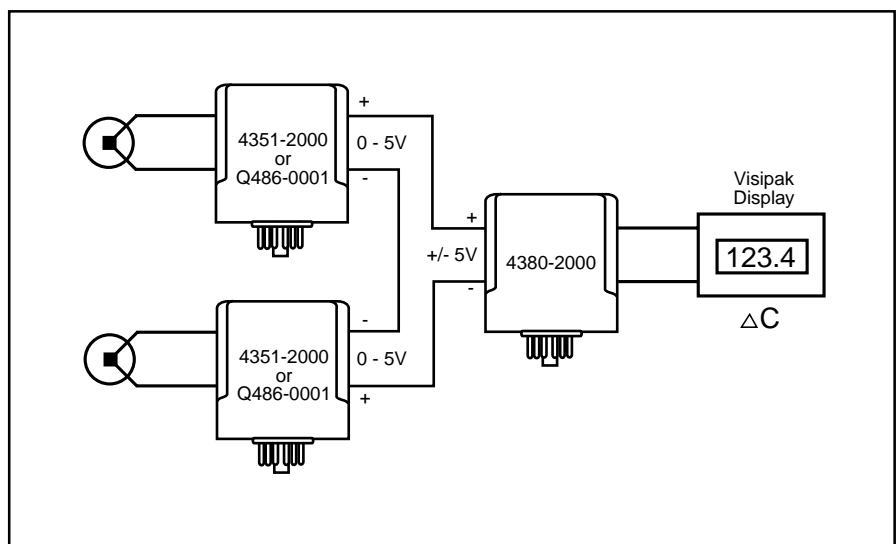 +
4351-2000
or
Q486-0001
0 - 5V
-
Visipak
Display
+
+/- 5V
-
4380-2000
123.4
△C
-
4351-2000
or
Q486-0001
0 - 5V
+